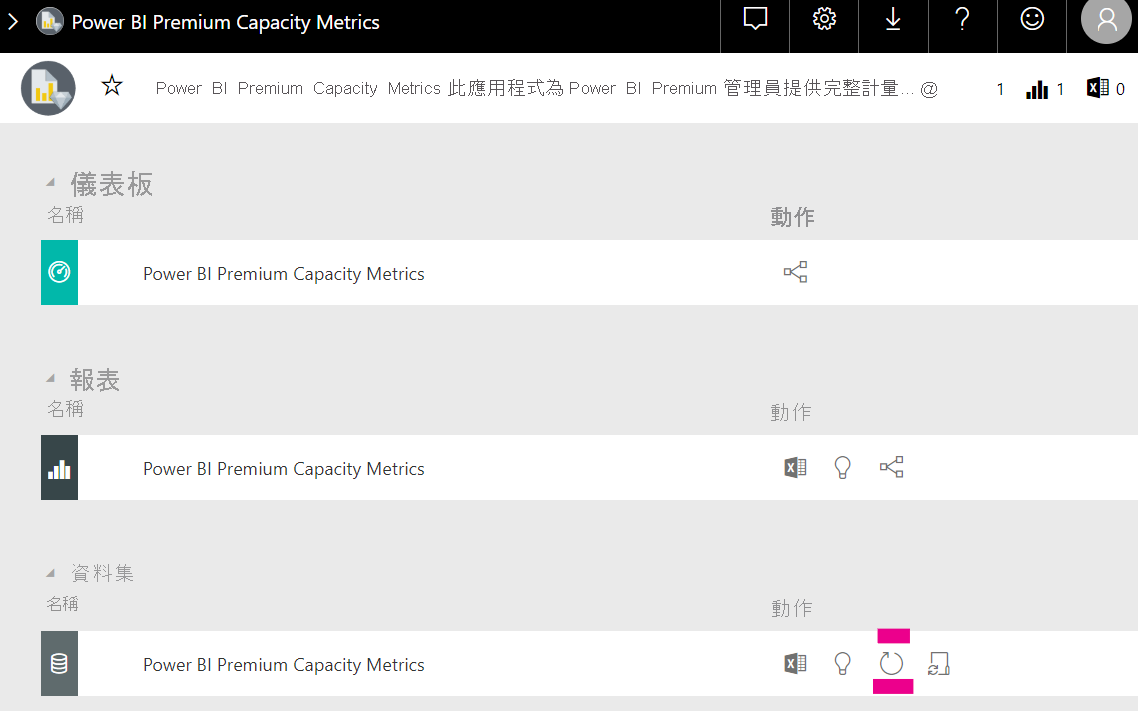 Power BI Premium Capacity Metrics
Power BI Premium Capacity Metrics 此應用程式為 Power BI Premium 管理員提供完整計量... @ 1 1 0
儀表板
名稱 動作
Power BI Premium Capacity Metrics
報表
名稱 動作
Power BI Premium Capacity Metrics
資料集
名稱 動作
Power BI Premium Capacity Metrics